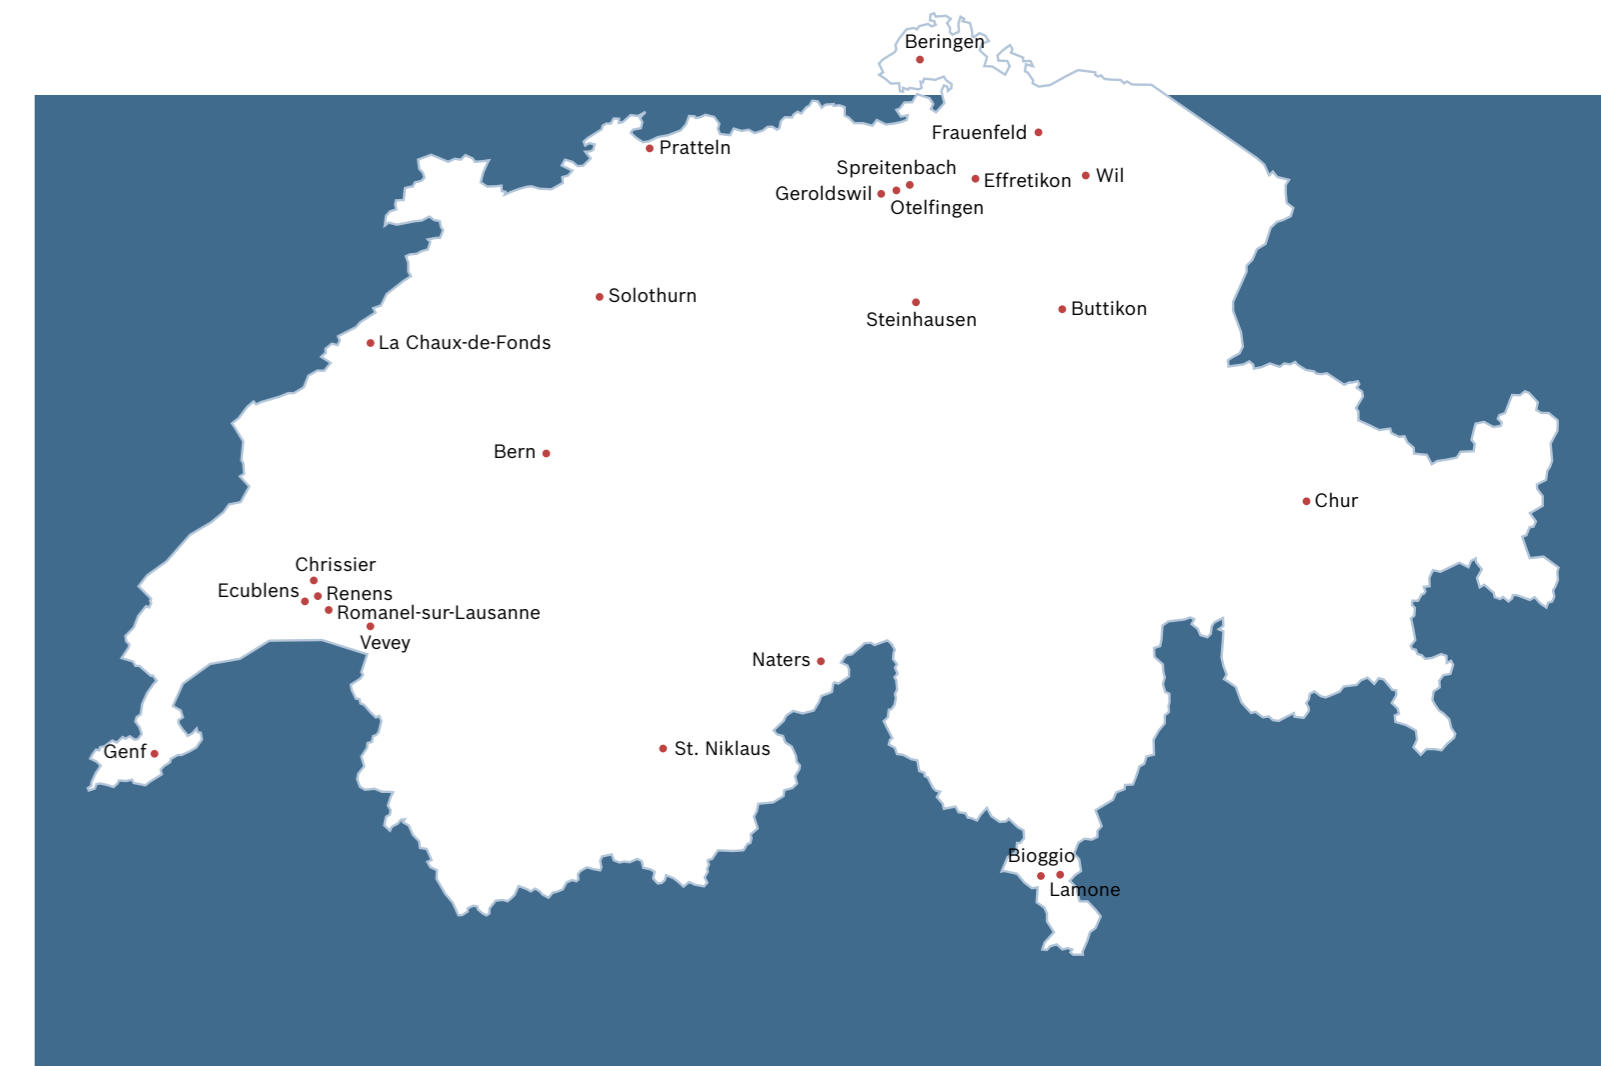 Beringen
Frauenfeld
Pratteln
Spreitenbach
Effretikon
Wil
Geroldswil
Otelfingen
Solothurn
Steinhausen
Buttikon
La Chaux-de-Fonds
Bern
Chur
Chrissier
Ecublens
Renens
Romanel-sur-Lausanne
Vevey
Naters
Genf
St. Niklaus
Bioggio
Lamone